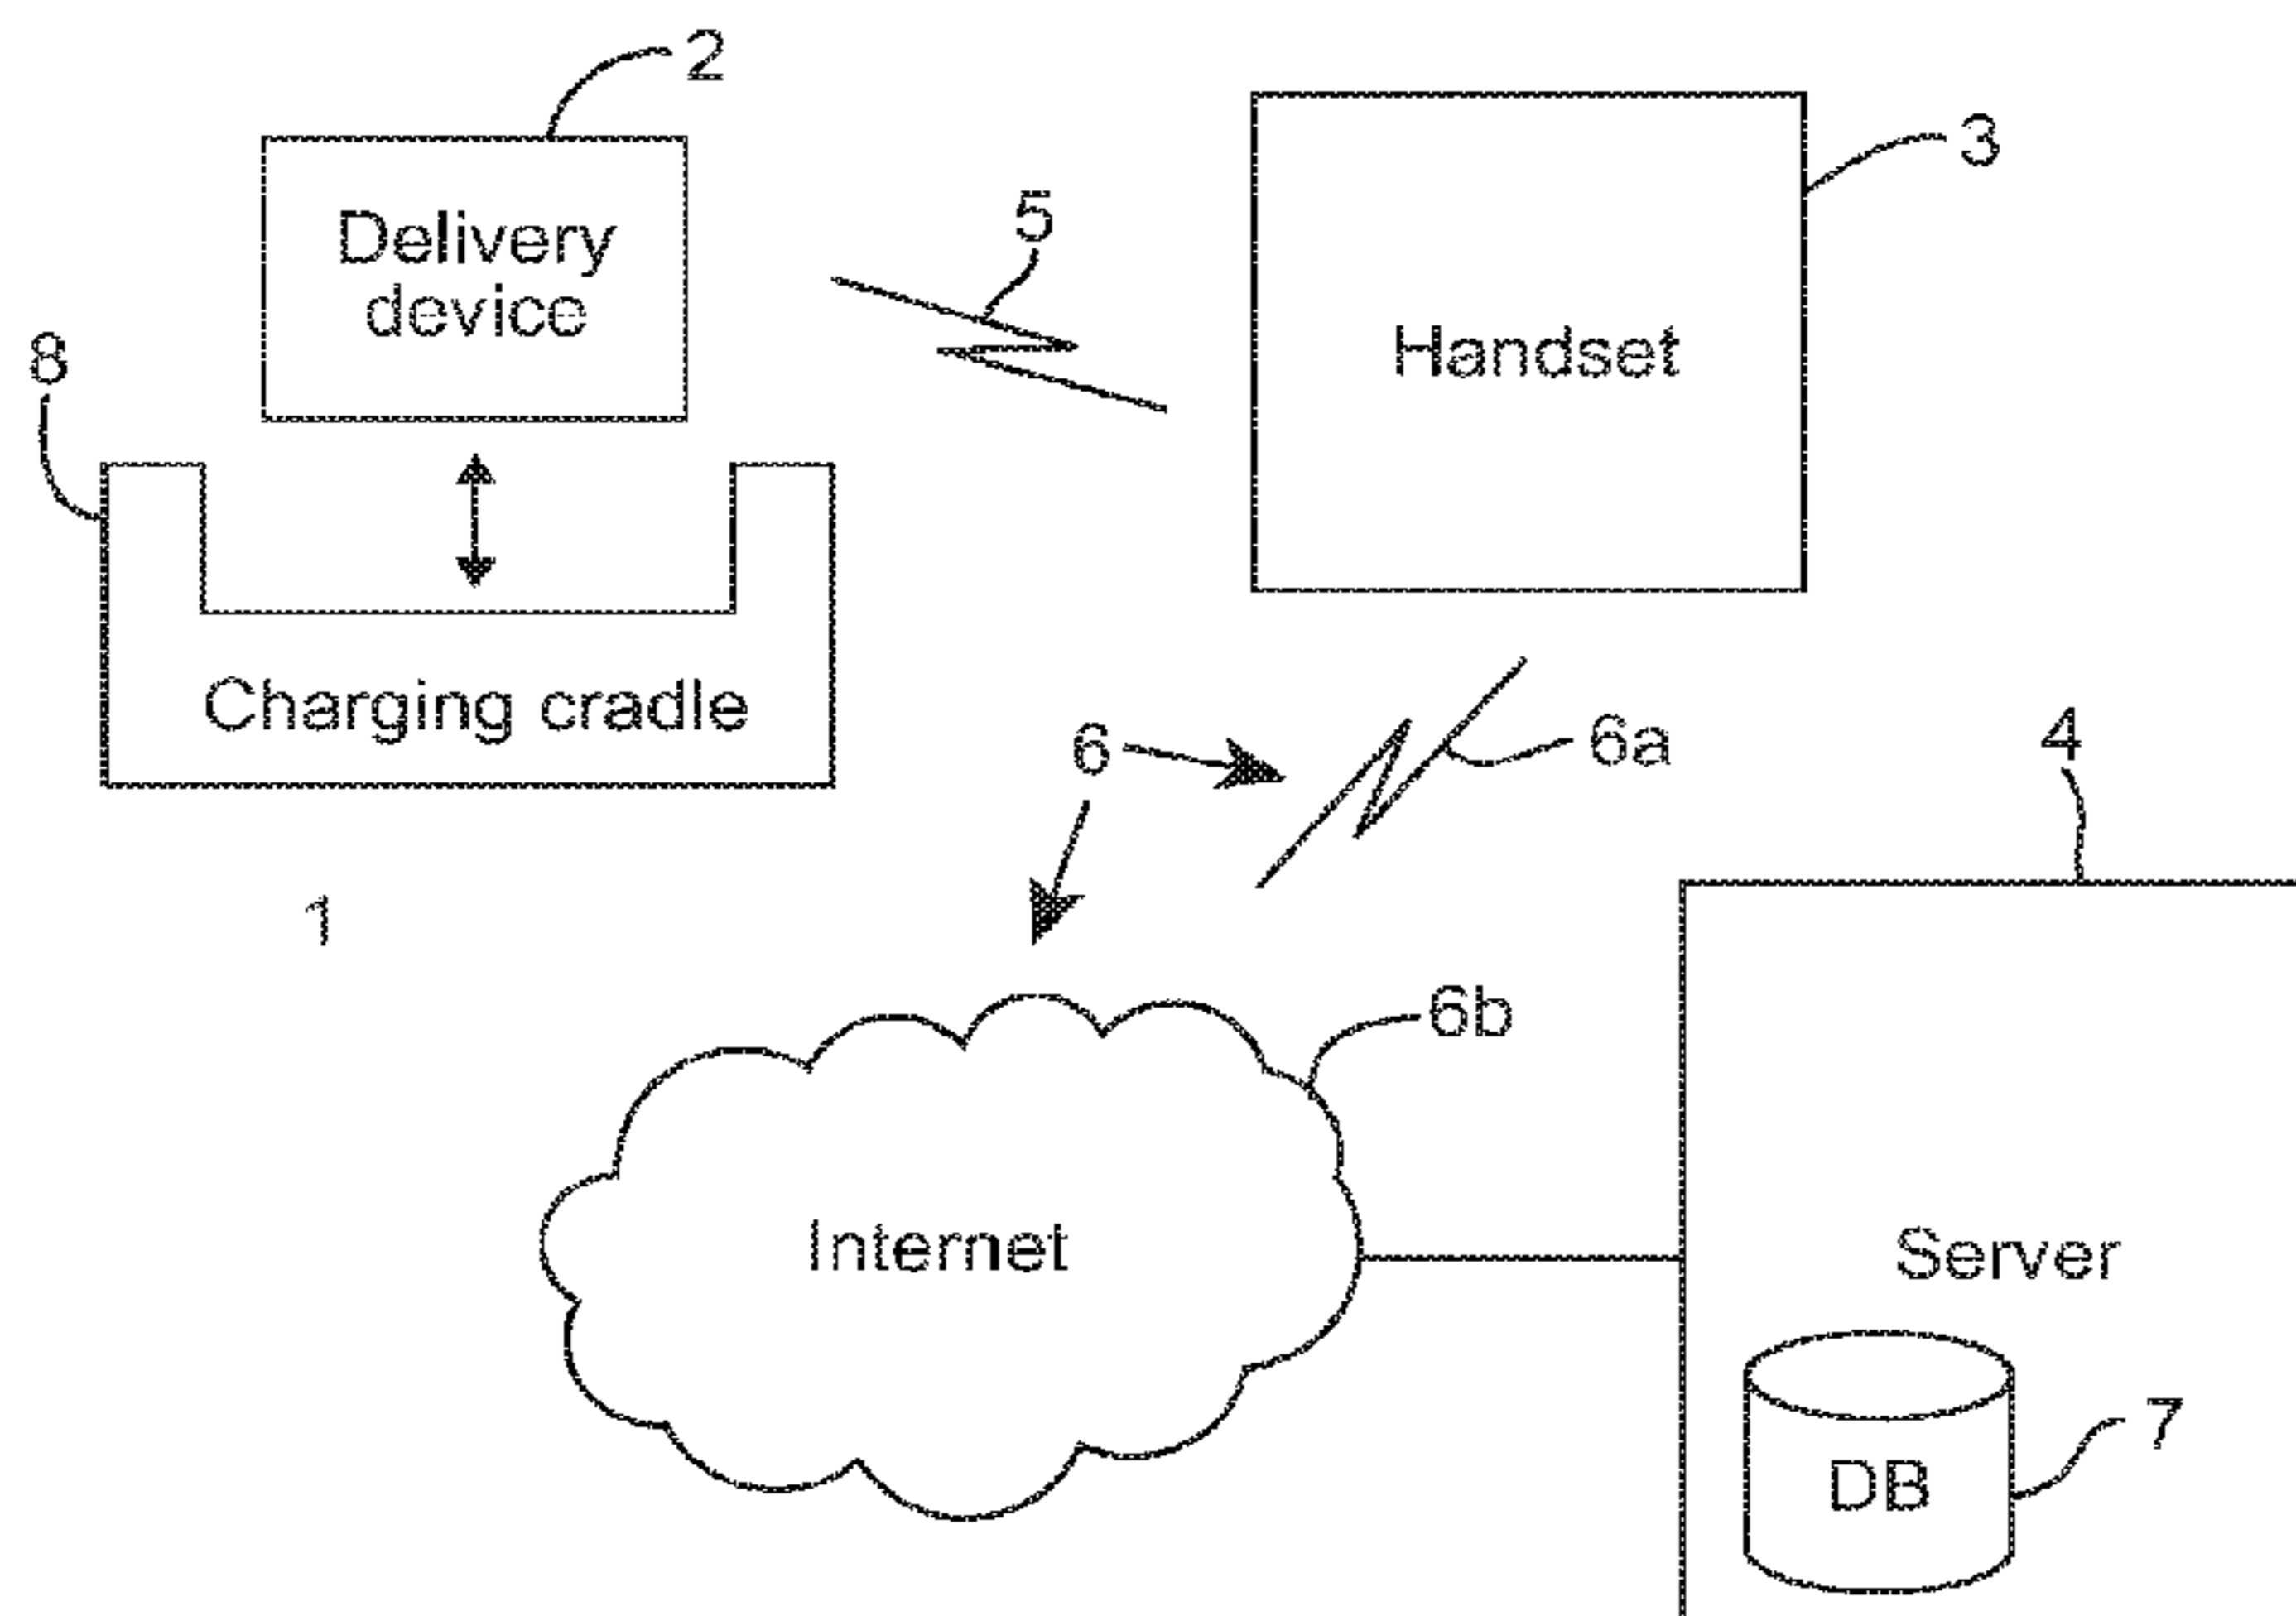 2
3
Delivery
device
5
8
Handset
Charging cradle
6
6a
4
1
6b
Internet
Server
7
DB